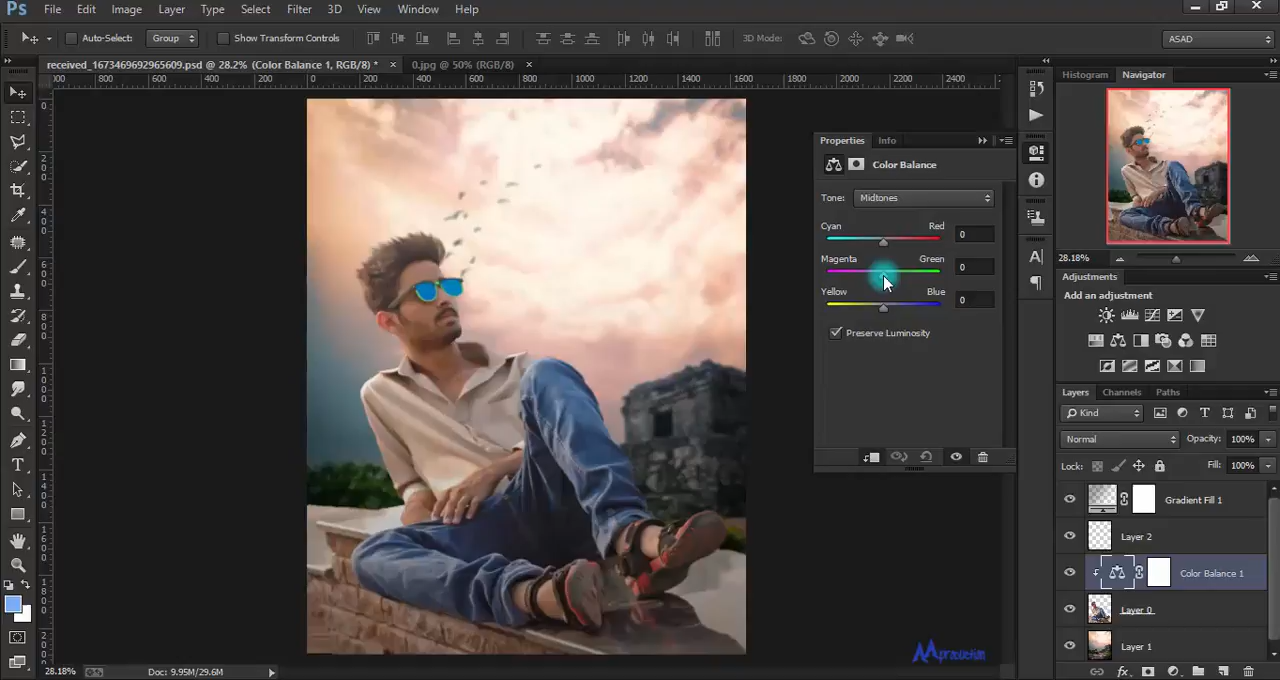 Ps File Edit Image Layer Type Select Filter 3D View Window Help
Auto-Select: Group Show Transform Controls 3D Mode: ASAD
received_1673469692965609.psd @ 28.2% (Color Balance 1, RGB/8) * × 0.jpg @ 50% (RGB/8) ×
Histogram Navigator
Properties Info
Color Balance
Tone: Midtones
Cyan Red 0
Magenta Green 0
Yellow Blue 0
Preserve Luminosity
28.18%
Adjustments
Add an adjustment
Layers Channels Paths
Kind
Normal Opacity: 100%
Lock: Fill: 100%
Gradient Fill 1
Layer 2
Color Balance 1
Layer 0
Layer 1
production
28.18% Doc: 9.95M/29.6M